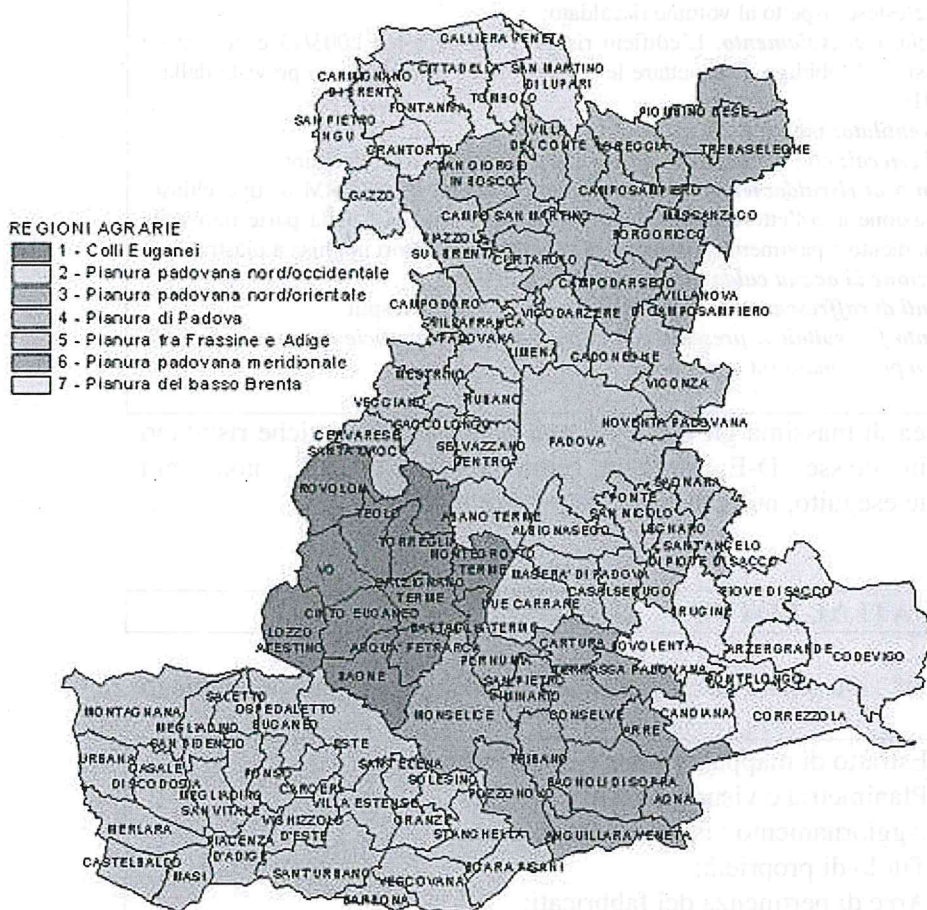 REGIONI AGRARIE
1 - Colli Euganei
2 - Pianura padovana nord/occidentale
3 - Pianura padovana nord/orientale
4 - Pianura di Padova
5 - Pianura fra Frassine e Adige
6 - Pianura padovana meridionale
7 - Pianura del basso Brenta
GALLIERA VENETA
CITTADELLA
SAN MARTINO
DI LUPARI
CARMIGNANO
DI BRENTA
FONTANIVA
TOMBOLO
SAN PIETRO
GRANTORTO
VILLA
DEL CONTE
LOREGGIA
PIOMBINO DESE
TREBASELEGHE
SAN GIORGIO
IN BOSCO
GAZZO
CAMPOSAMPIERO
CAMPO SAN MARTINO
MASSANZAGO
BORGORICCO
PIAZZOLA
SUL BRENTA
CURTAROLO
CAMPODORO
CAMPODARSEGO
VILLANOVA
DI CAMPOSAMPIERO
VILLAFRANCA
PADOVANA
VIGODARZERE
LIMENA
CADONEGHE
MESTRINO
VIGONZA
VEGGIANO
RUBANO
SACCOLONGO
PADOVA
NOVENTA PADOVANA
CERVARESE
SANTA CROCE
SELVAZZANO
DENTRO
SAONARA
ROVOLON
TEOLO
ABANO TERME
ALBIGNASEGO
PONTE
SAN NICOLO
LEGNARO
SANT'ANGELO
DI PIOVE DI SACCO
TORREGLIA
MONTEGROTTO
TERME
MASERA' DI PADOVA
CASALSERUGO
VO
GALZIGNANO
TERME
DUE CARRARE
BRUGINE
PIOVE DI SACCO
CINTO EUGANEO
BATTAGLIA TERME
LOZZO
ATESTINO
ARQUA' PETRARCA
CARTURA
BOVOLENTA
ARZERGRANDE
CODEVIGO
PERNUMIA
TERRASSA PADOVANA
PONTELONGO
BAONE
SAN PIETRO
VIMINARIO
MONSELICE
CONSELVE
CANDIANA
CORREZZOLA
ARRE
MONTAGNANA
SALETTO
OSPEDALETTO
EUGANEO
MEGLIADINO
SAN FIDENZIO
ESTE
TRIBANO
URBANA
CASALE
DI SCODOSIA
PONSO
CARCERI
SANT'ELENA
SOLESINO
POZZONOVO
BAGNOLI DI SOPRA
AGNA
MEGLIADINO
SAN VITALE
VILLA ESTENSE
MERLARA
VIGHIZZOLO
D'ESTE
GRANZE
STANGHELLA
ANGUILLARA VENETA
PIACENZA
D'ADIGE
CASTELBALDO
MASI
SANT'URBANO
VESCOVANA
BOARA PISANI
BARBONA